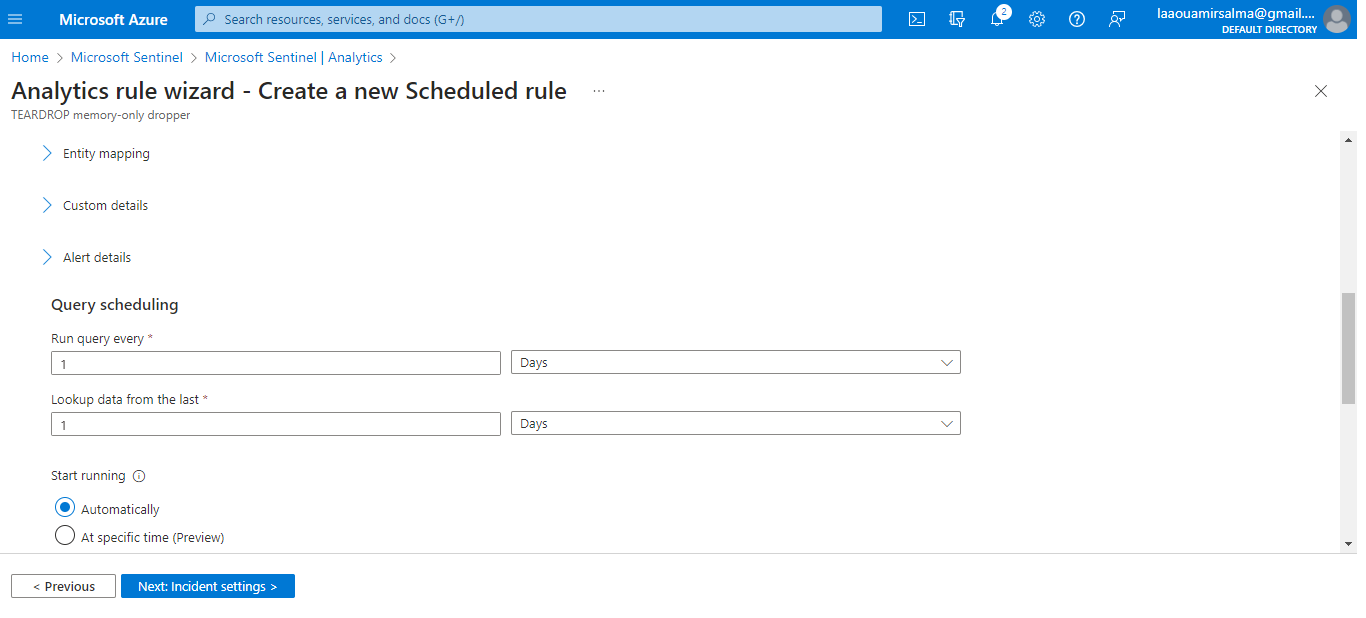 Microsoft Azure
Search resources, services, and docs (G+/)
2
laaouamirsalma@gmail....
DEFAULT DIRECTORY
Home > Microsoft Sentinel > Microsoft Sentinel | Analytics >
Analytics rule wizard - Create a new Scheduled rule ...
TEARDROP memory-only dropper
Entity mapping
Custom details
Alert details
Query scheduling
Run query every *
1 Days
Lookup data from the last *
1 Days
Start running
Automatically
At specific time (Preview)
< Previous Next: Incident settings >